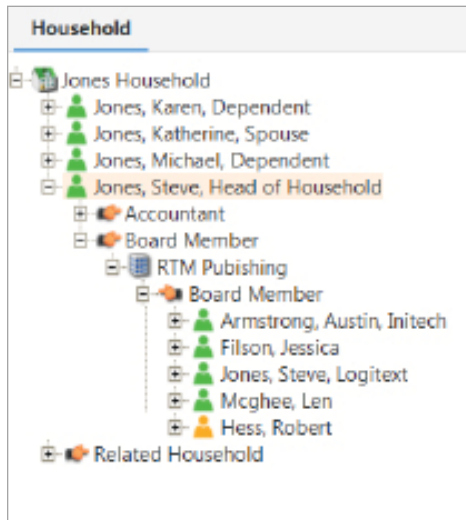 Household
Jones Household
Jones, Karen, Dependent
Jones, Katherine, Spouse
Jones, Michael, Dependent
Jones, Steve, Head of Household
Accountant
Board Member
RTM Pubishing
Board Member
Armstrong, Austin, Initech
Filson, Jessica
Jones, Steve, Logitext
Mcghee, Len
Hess, Robert
Related Household